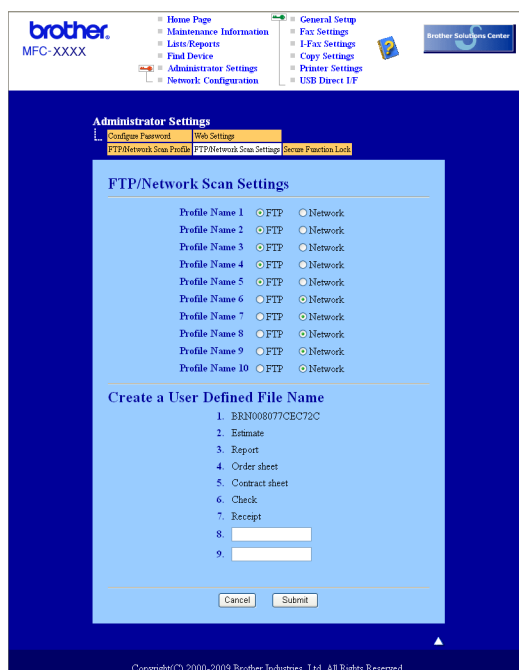 brother.
MFC-XXXX
Home Page
Maintenance Information
Lists/Reports
Find Device
Administrator Settings
Network Configuration
General Setup
Fax Settings
I-Fax Settings
Copy Settings
Printer Settings
USB Direct I/F
Brother Solutions Center
Administrator Settings
Configure Password Web Settings
FTP/Network Scan Profile FTP/Network Scan Settings Secure Function Lock
FTP/Network Scan Settings
Profile Name 1 FTP Network
Profile Name 2 FTP Network
Profile Name 3 FTP Network
Profile Name 4 FTP Network
Profile Name 5 FTP Network
Profile Name 6 FTP Network
Profile Name 7 FTP Network
Profile Name 8 FTP Network
Profile Name 9 FTP Network
Profile Name 10 FTP Network
Create a User Defined File Name
1. BRN008077CEC72C
2. Estimate
3. Report
4. Order sheet
5. Contract sheet
6. Check
7. Receipt
8.
9.
Cancel Submit
Copyright(C) 2000-2009 Brother Industries, Ltd. All Rights Reserved.